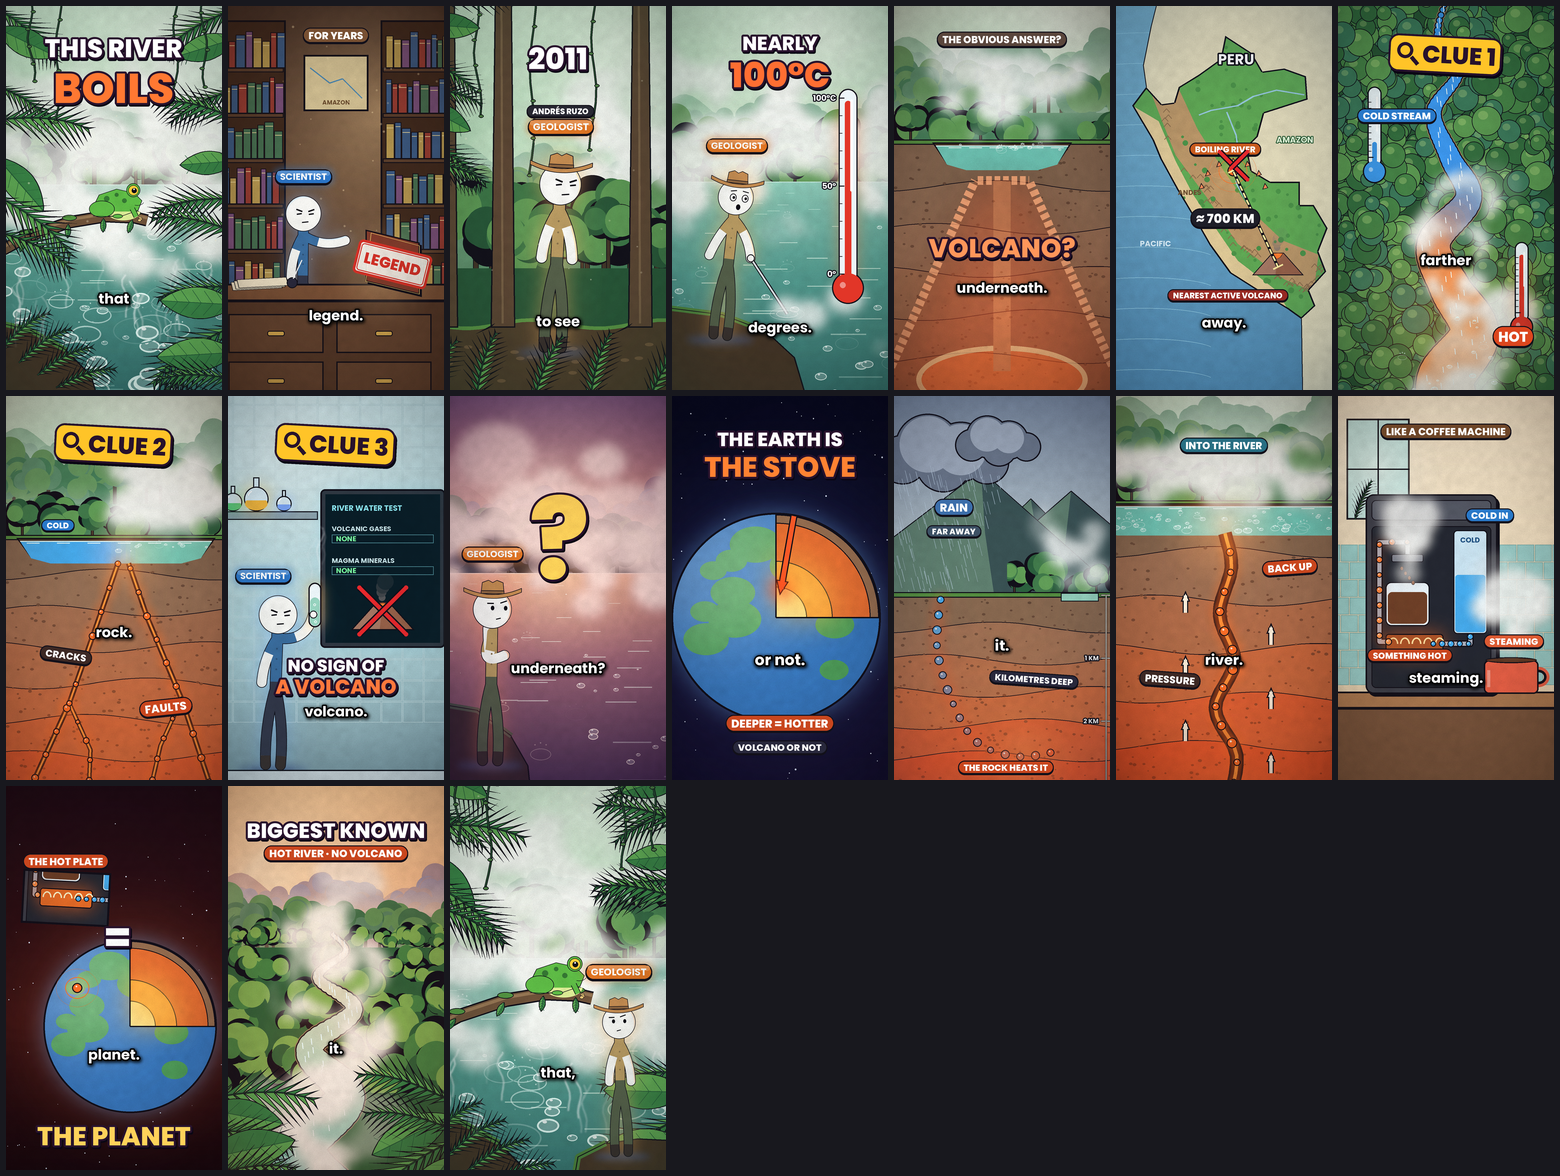 THIS RIVER
BOILS
that
FOR YEARS
AMAZON
SCIENTIST
LEGEND
legend.
2011
ANDRÉS RUZO
GEOLOGIST
to see
NEARLY
100°C
100°C
GEOLOGIST
50°
0°
degrees.
THE OBVIOUS ANSWER?
VOLCANO?
underneath.
PERU
AMAZON
BOILING RIVER
ANDES
≈ 700 KM
PACIFIC
NEAREST ACTIVE VOLCANO
away.
CLUE 1
COLD STREAM
farther
HOT
CLUE 2
COLD
rock.
CRACKS
FAULTS
CLUE 3
RIVER WATER TEST
VOLCANIC GASES
NONE
MAGMA MINERALS
NONE
SCIENTIST
NO SIGN OF
A VOLCANO
volcano.
?
GEOLOGIST
underneath?
THE EARTH IS
THE STOVE
or not.
DEEPER = HOTTER
VOLCANO OR NOT
RAIN
FAR AWAY
it.
1 KM
KILOMETRES DEEP
2 KM
THE ROCK HEATS IT
INTO THE RIVER
BACK UP
river.
PRESSURE
LIKE A COFFEE MACHINE
COLD IN
COLD
STEAMING
SOMETHING HOT
steaming.
THE HOT PLATE
=
planet.
THE PLANET
BIGGEST KNOWN
HOT RIVER · NO VOLCANO
it.
GEOLOGIST
that,